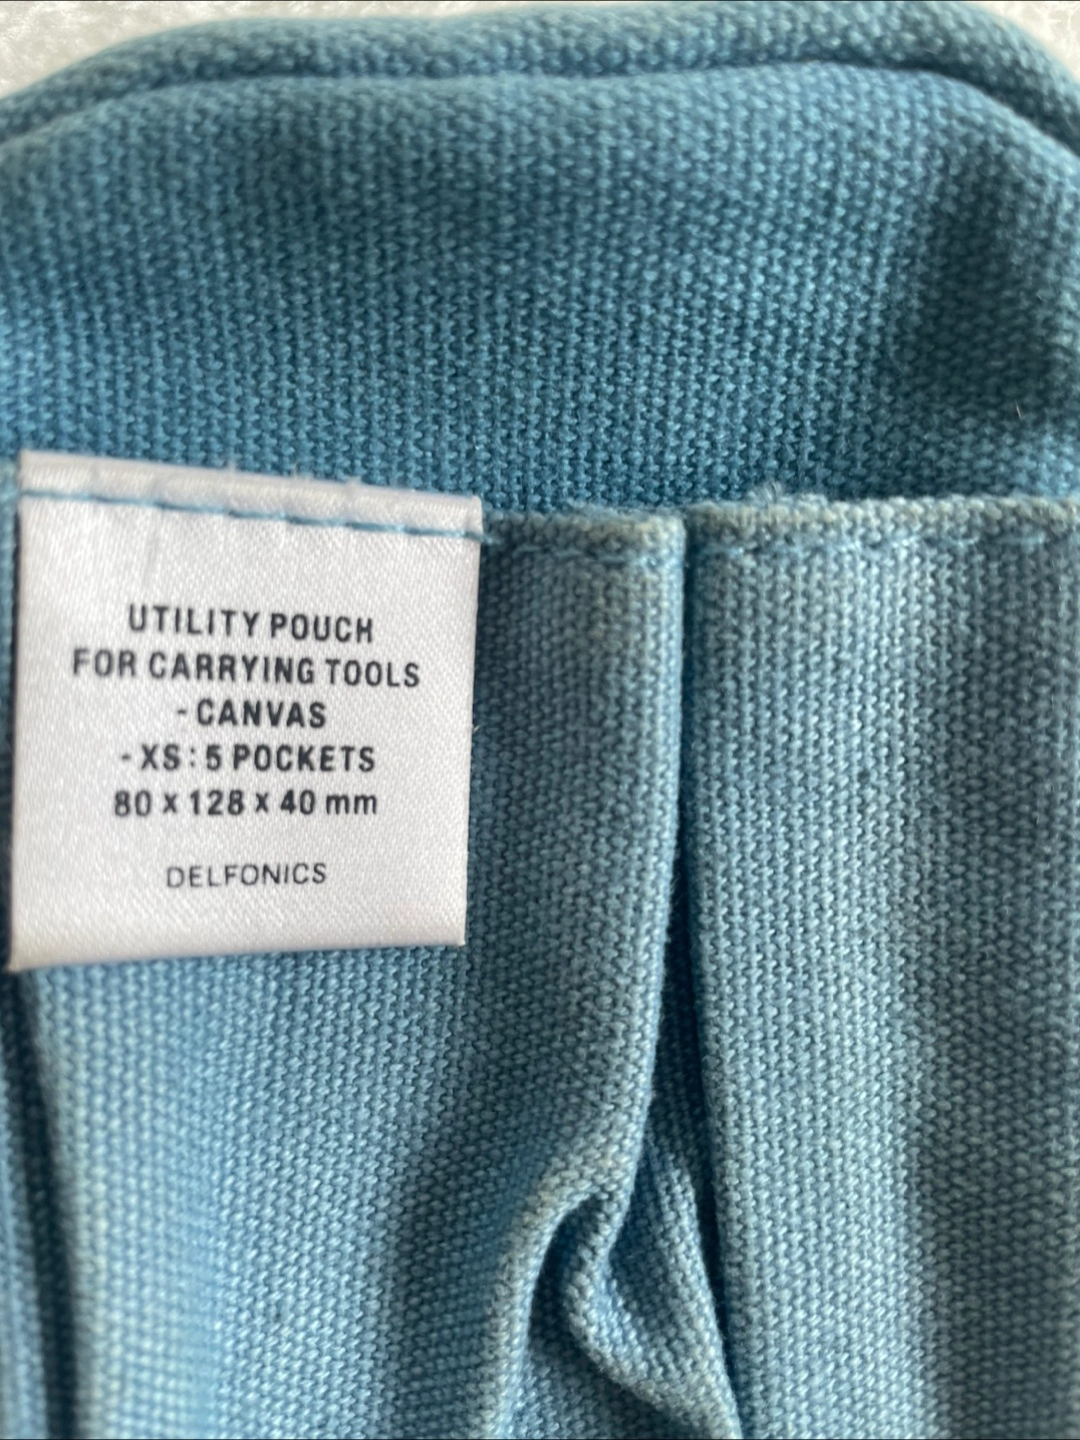 UTILITY POUCH
FOR CARRYING TOOLS
- CANVAS
- XS : 5 POCKETS
80 x 128 x 40 mm
DELFONICS